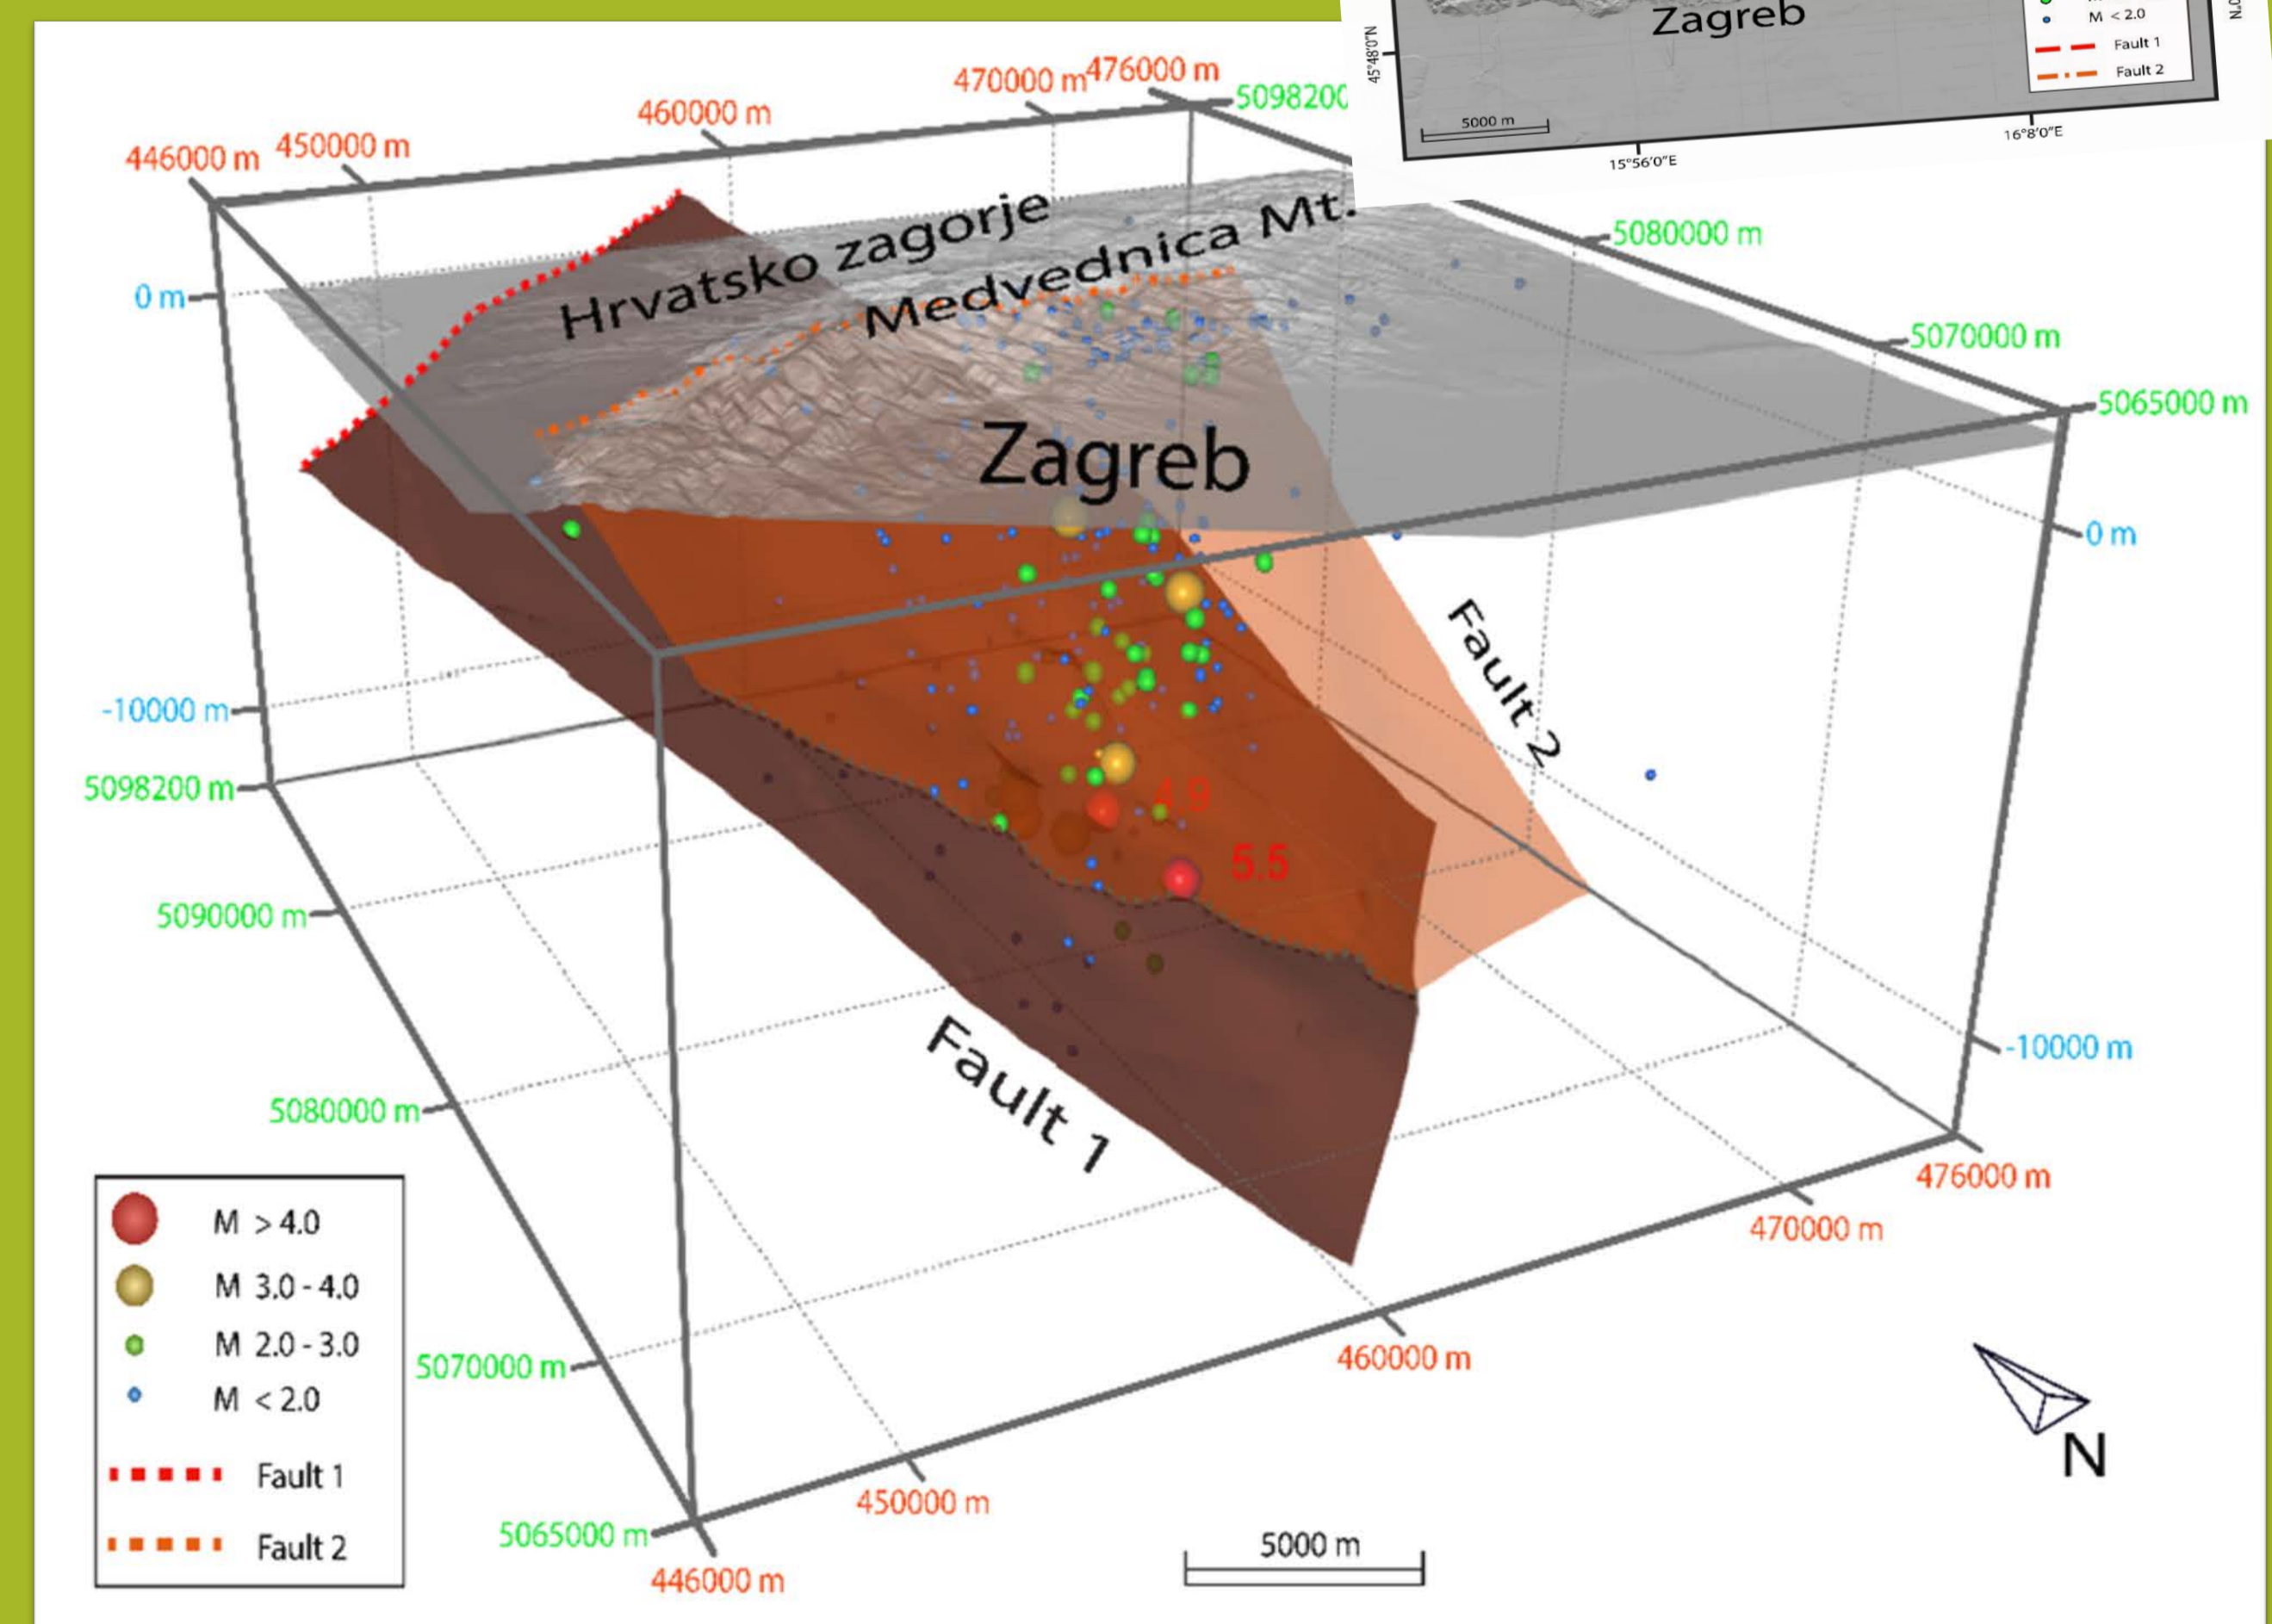 Zagreb
M < 2.0
Fault 1
Fault 2
5000 m
45°48'0"N
15°56'0"E
16°8'0"E
446000 m
450000 m
460000 m
470000 m
476000 m
5098200
5080000 m
5070000 m
5065000 m
0 m
-10000 m
476000 m
470000 m
460000 m
450000 m
446000 m
0 m
-10000 m
5098200 m
5090000 m
5080000 m
5070000 m
5065000 m
Hrvatsko zagorje
Medvednica Mt.
Zagreb
Fault 2
4.9
5.5
Fault 1
M > 4.0
M 3.0 - 4.0
M 2.0 - 3.0
M < 2.0
Fault 1
Fault 2
5000 m
N